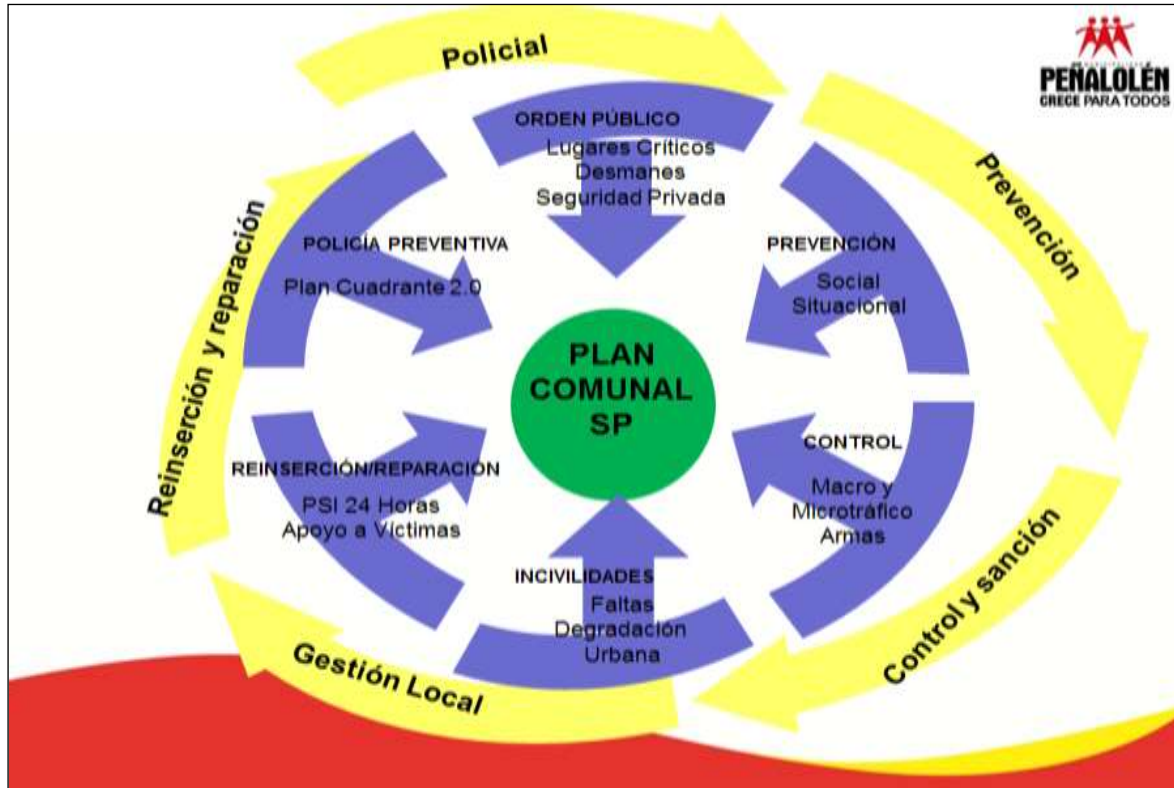 Policial
PEÑALOLÉN
CRECE PARA TODOS
ORDEN PÚBLICO
Lugares Críticos
Desmanes
Seguridad Privada
Prevención
PREVENCIÓN
Social
Situacional
POLICÍA PREVENTIVA
Plan Cuadrante 2.0
Reinserción y reparación
PLAN
COMUNAL
SP
CONTROL
Macro y
Microtráfico
Armas
REINSERCIÓN/REPARACIÓN
PSI 24 Horas
Apoyo a Víctimas
INCIVILIDADES
Faltas
Degradación
Urbana
Control y sanción
Gestión Local